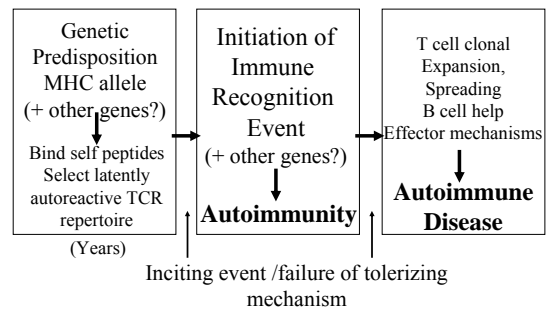 Genetic
Predisposition
MHC allele
(+ other genes?)
Bind self peptides
Select latently
autoreactive TCR
repertoire
(Years)
Initiation of
Immune
Recognition
Event
(+ other genes?)
Autoimmunity
T cell clonal
Expansion,
Spreading
B cell help
Effector mechanisms
Autoimmune
Disease
Inciting event /failure of tolerizing
mechanism